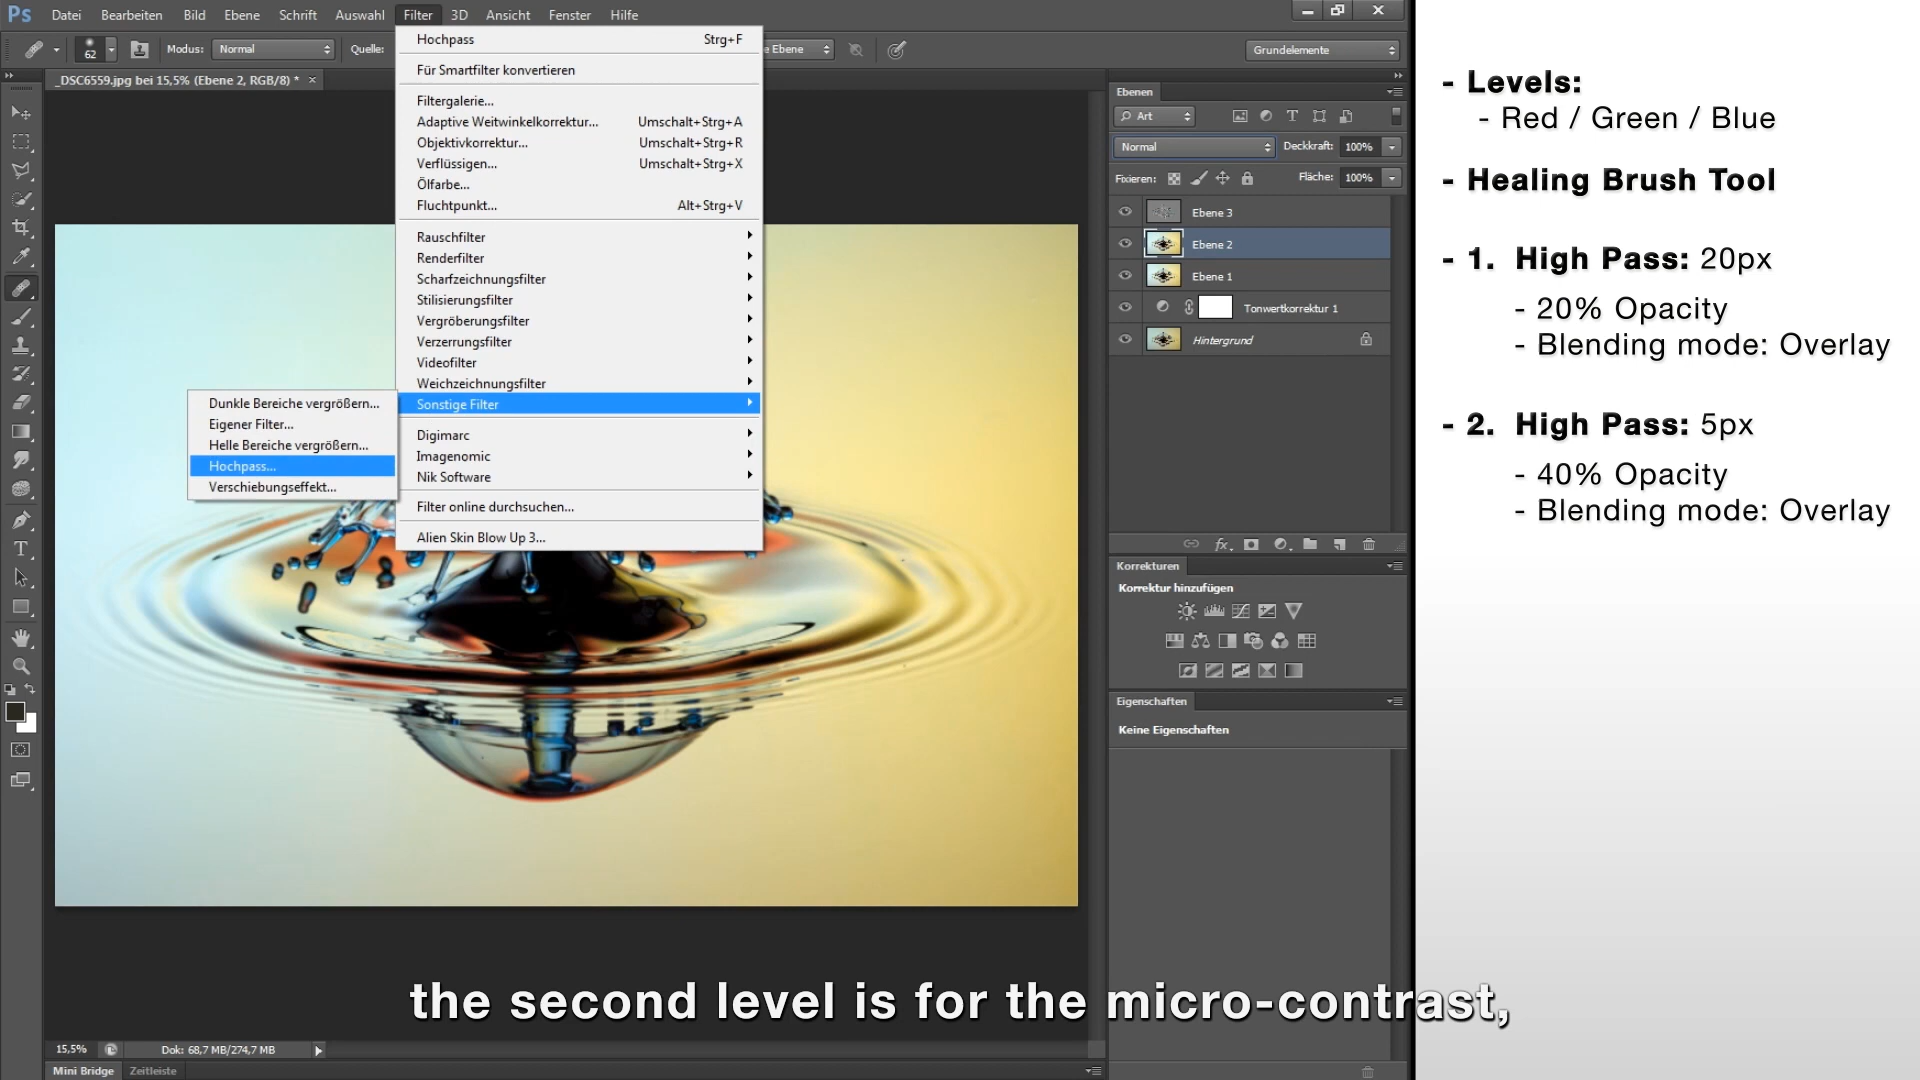 Ps Datei Bearbeiten Bild Ebene Schrift Auswahl Filter 3D Ansicht Fenster Hilfe
62 Modus: Normal Quelle: e Ebene Grundelemente
_DSC6559.jpg bei 15,5% (Ebene 2, RGB/8) *
Hochpass Strg+F
Für Smartfilter konvertieren
Filtergalerie...
Adaptive Weitwinkelkorrektur... Umschalt+Strg+A
Objektivkorrektur... Umschalt+Strg+R
Verflüssigen... Umschalt+Strg+X
Ölfarbe...
Fluchtpunkt... Alt+Strg+V
Rauschfilter
Renderfilter
Scharfzeichnungsfilter
Stilisierungsfilter
Vergröberungsfilter
Verzerrungsfilter
Videofilter
Weichzeichnungsfilter
Sonstige Filter
Digimarc
Imagenomic
Nik Software
Filter online durchsuchen...
Alien Skin Blow Up 3...
Dunkle Bereiche vergrößern...
Eigener Filter...
Helle Bereiche vergrößern...
Hochpass...
Verschiebungseffekt...
Ebenen
Art
Normal Deckkraft: 100%
Fixieren: Fläche: 100%
Ebene 3
Ebene 2
Ebene 1
Tonwertkorrektur 1
Hintergrund
fx
Korrekturen
Korrektur hinzufügen
Eigenschaften
Keine Eigenschaften
- Levels:
- Red / Green / Blue
- Healing Brush Tool
- 1. High Pass: 20px
- 20% Opacity
- Blending mode: Overlay
- 2. High Pass: 5px
- 40% Opacity
- Blending mode: Overlay
the second level is for the micro-contrast,
15,5% Dok: 68,7 MB/274,7 MB
Mini Bridge Zeitleiste